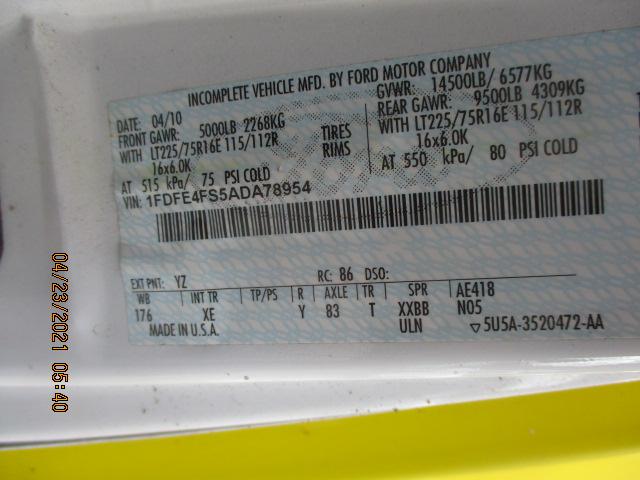 INCOMPLETE VEHICLE MFD. BY FORD MOTOR COMPANY
DATE: 04/10 GVWR: 14500LB/ 6577KG
FRONT GAWR: 5000LB 2268KG REAR GAWR: 9500LB 4309KG
WITH LT225/75R16E 115/112R TIRES WITH LT225/75R16E 115/112R
16x6.0K RIMS 16x6.0K
AT 515 kPa/ 75 PSI COLD AT 550 kPa/ 80 PSI COLD
VIN: 1FDFE4FS5ADA78954
EXT PNT: YZ RC: 86 DSO:
WB INT TR TP/PS R AXLE TR SPR AE418
176 XE Y 83 T XXBB N05
MADE IN U.S.A. ULN ▽5U5A-3520472-AA
04/23/2021 05:40